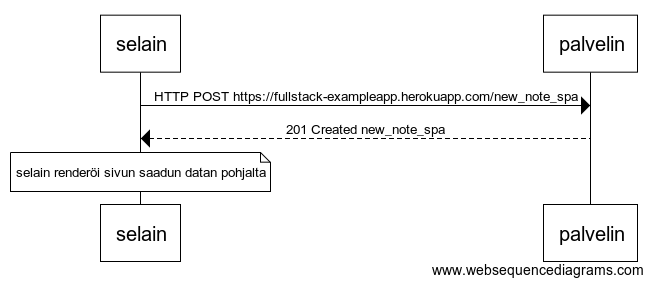 selain
palvelin
HTTP POST https://fullstack-exampleapp.herokuapp.com/new_note_spa
201 Created new_note_spa
selain renderöi sivun saadun datan pohjalta
selain
palvelin
www.websequencediagrams.com